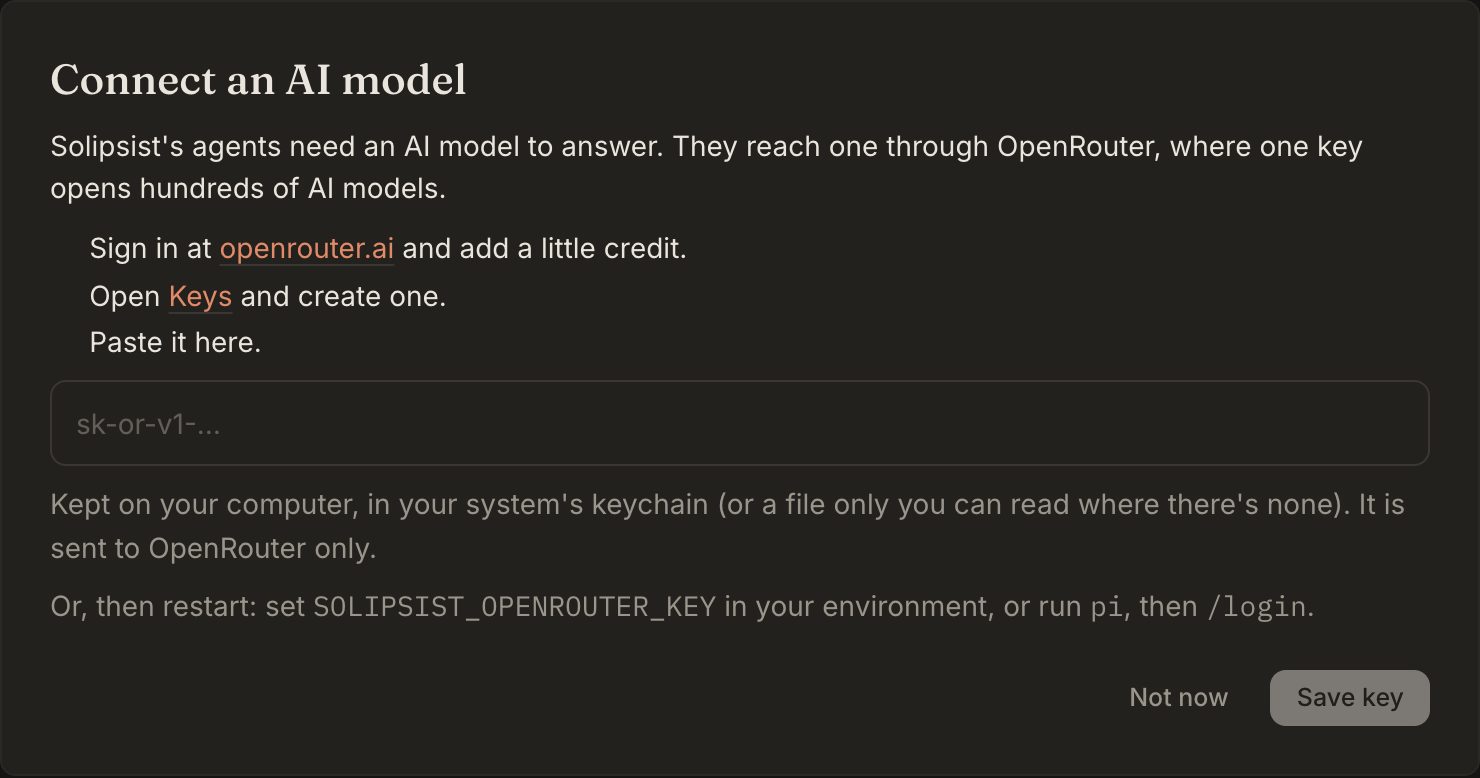 Connect an AI model
Solipsist's agents need an AI model to answer. They reach one through OpenRouter, where one key
opens hundreds of AI models.
Sign in at openrouter.ai and add a little credit.
Open Keys and create one.
Paste it here.
sk-or-v1-...
Kept on your computer, in your system's keychain (or a file only you can read where there's none). It is
sent to OpenRouter only.
Or, then restart: set SOLIPSIST_OPENROUTER_KEY in your environment, or run pi, then /login.
Not now
Save key